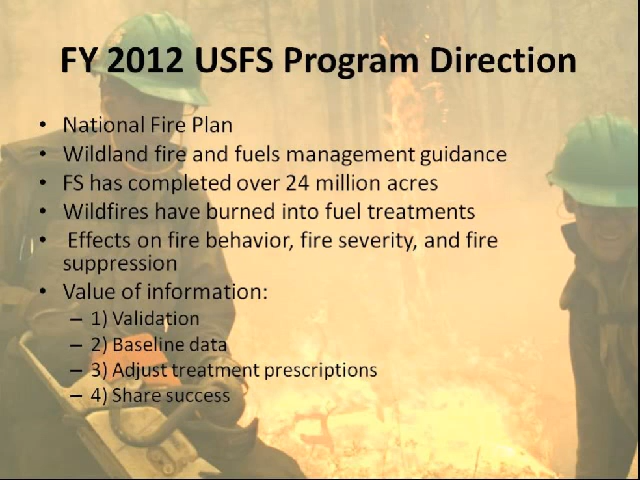 FY 2012 USFS Program Direction
• National Fire Plan
• Wildland fire and fuels management guidance
• FS has completed over 24 million acres
• Wildfires have burned into fuel treatments
• Effects on fire behavior, fire severity, and fire
suppression
• Value of information:
– 1) Validation
– 2) Baseline data
– 3) Adjust treatment prescriptions
– 4) Share success